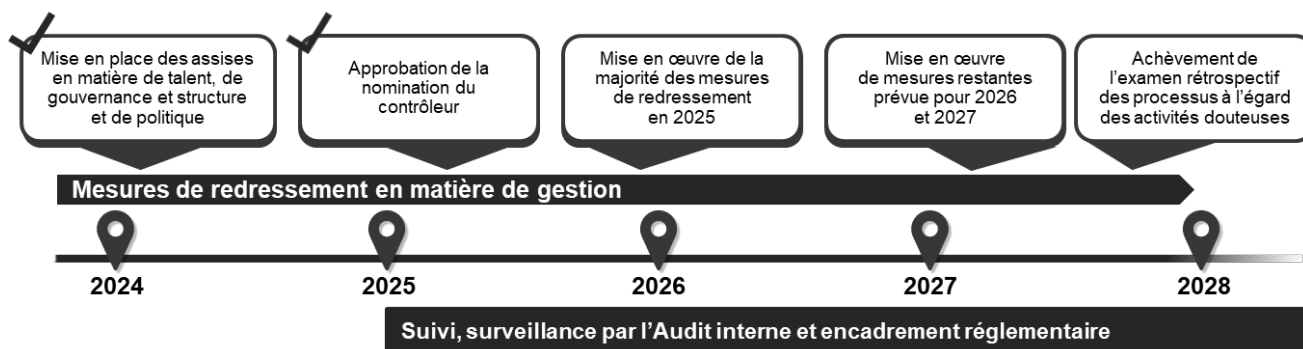 Mise en place des assises
en matière de talent, de
gouvernance et structure
et de politique
Approbation de la
nomination du
contrôleur
Mise en œuvre de la
majorité des mesures
de redressement
en 2025
Mise en œuvre
de mesures restantes
prévue pour 2026
et 2027
Achèvement de
l’examen rétrospectif
des processus à l’égard
des activités douteuses
Mesures de redressement en matière de gestion
2024
2025
2026
2027
2028
Suivi, surveillance par l’Audit interne et encadrement réglementaire